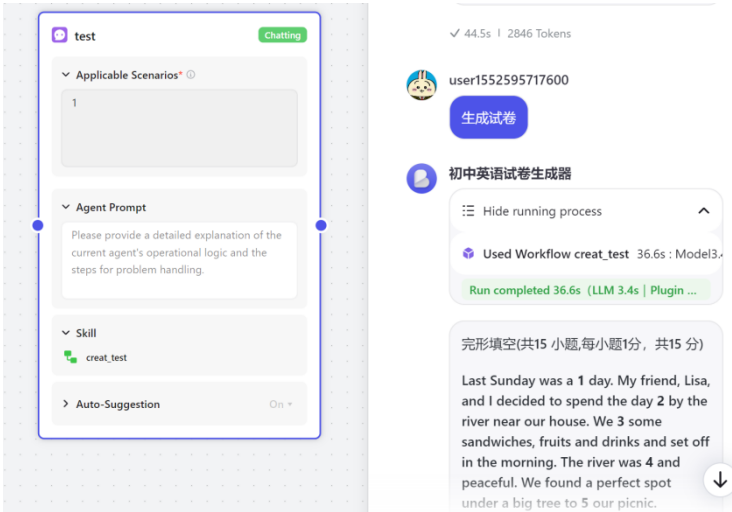 test
Chatting
Applicable Scenarios*
1
Agent Prompt
Please provide a detailed explanation of the
current agent's operational logic and the
steps for problem handling.
Skill
creat_test
Auto-Suggestion
On
44.5s | 2846 Tokens
user1552595717600
生成试卷
初中英语试卷生成器
Hide running process
Used Workflow creat_test 36.6s : Model3.
Run completed 36.6s (LLM 3.4s | Plugin ...
完形填空(共15 小题,每小题1分，共15 分)
Last Sunday was a 1 day. My friend, Lisa,
and I decided to spend the day 2 by the
river near our house. We 3 some
sandwiches, fruits and drinks and set off
in the morning. The river was 4 and
peaceful. We found a perfect spot
under a big tree to 5 our picnic.